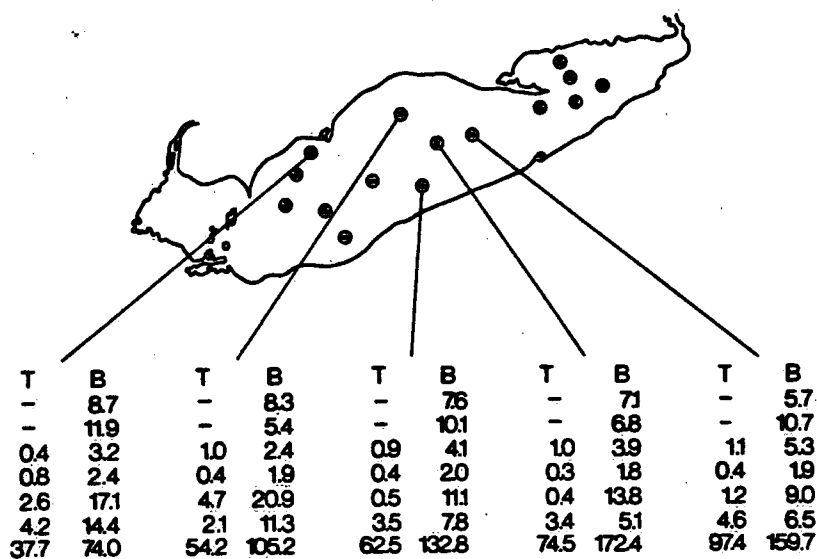 T B T B T B T B T B
– 8.7 – 8.3 – 7.6 – 7.1 – 5.7
– 11.9 – 5.4 – 10.1 – 6.8 – 10.7
0.4 3.2 1.0 2.4 0.9 4.1 1.0 3.9 1.1 5.3
0.8 2.4 0.4 1.9 0.4 2.0 0.3 1.8 0.4 1.9
2.6 17.1 4.7 20.9 0.5 11.1 0.4 13.8 1.2 9.0
4.2 14.4 2.1 11.3 3.5 7.8 3.4 5.1 4.6 6.5
37.7 74.0 54.2 105.2 62.5 132.8 74.5 172.4 97.4 159.7